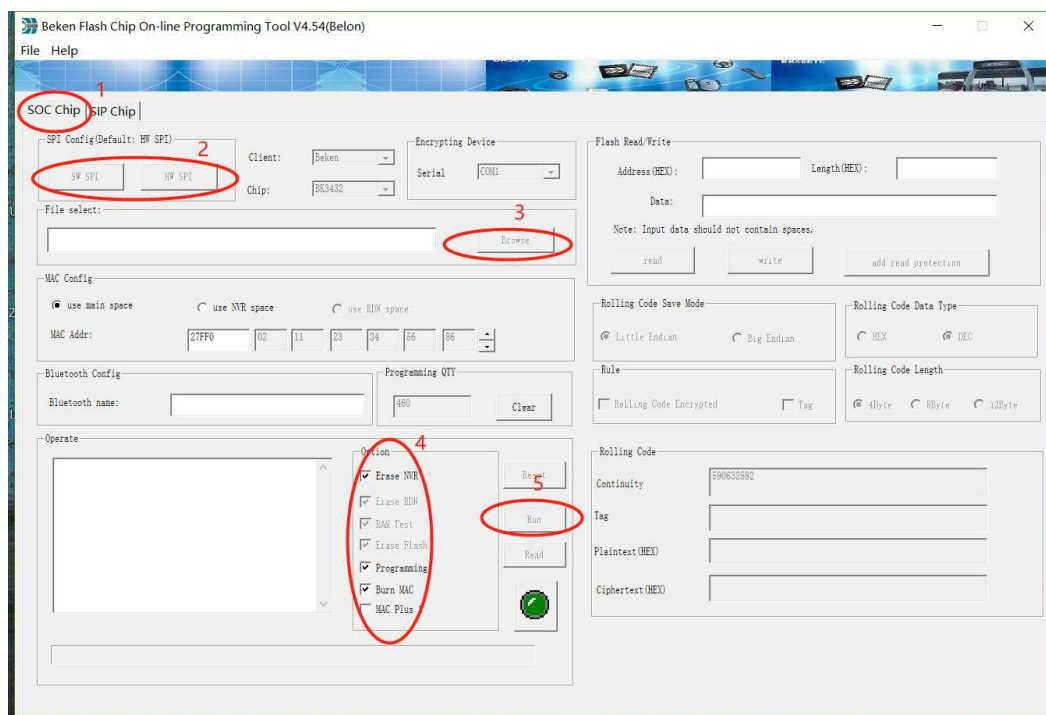 Beken Flash Chip On-line Programming Tool V4.54(Belon)
File Help
1
SOC Chip SIP Chip
SPI Config(Default: HW SPI)
2
SW SPI HW SPI
Client: Beken
Chip: BK3432
Encrypting Device
Serial COM1
File select:
3
Browse
MAC Config
use main space use NVR space use RDN space
MAC Addr: 27FF0 02 11 23 34 56 86
Bluetooth Config
Bluetooth name:
Programming QTY
460 Clear
Operate
Option
4
Erase NVR
Erase RDN
RAM Test
Erase Flash
Programming
Burn MAC
MAC Plus
Reset
5
Run
Read
Flash Read/Write
Address(HEX): Length(HEX):
Data:
Note: Input data should not contain spaces.
read write add read protection
Rolling Code Save Mode
Little Endian Big Endian
Rolling Code Data Type
HEX DEC
Rule
Rolling Code Encrypted Tag
Rolling Code Length
4Byte 8Byte 12Byte
Rolling Code
Continuity 590632582
Tag
Plaintext(HEX)
Ciphertext(HEX)